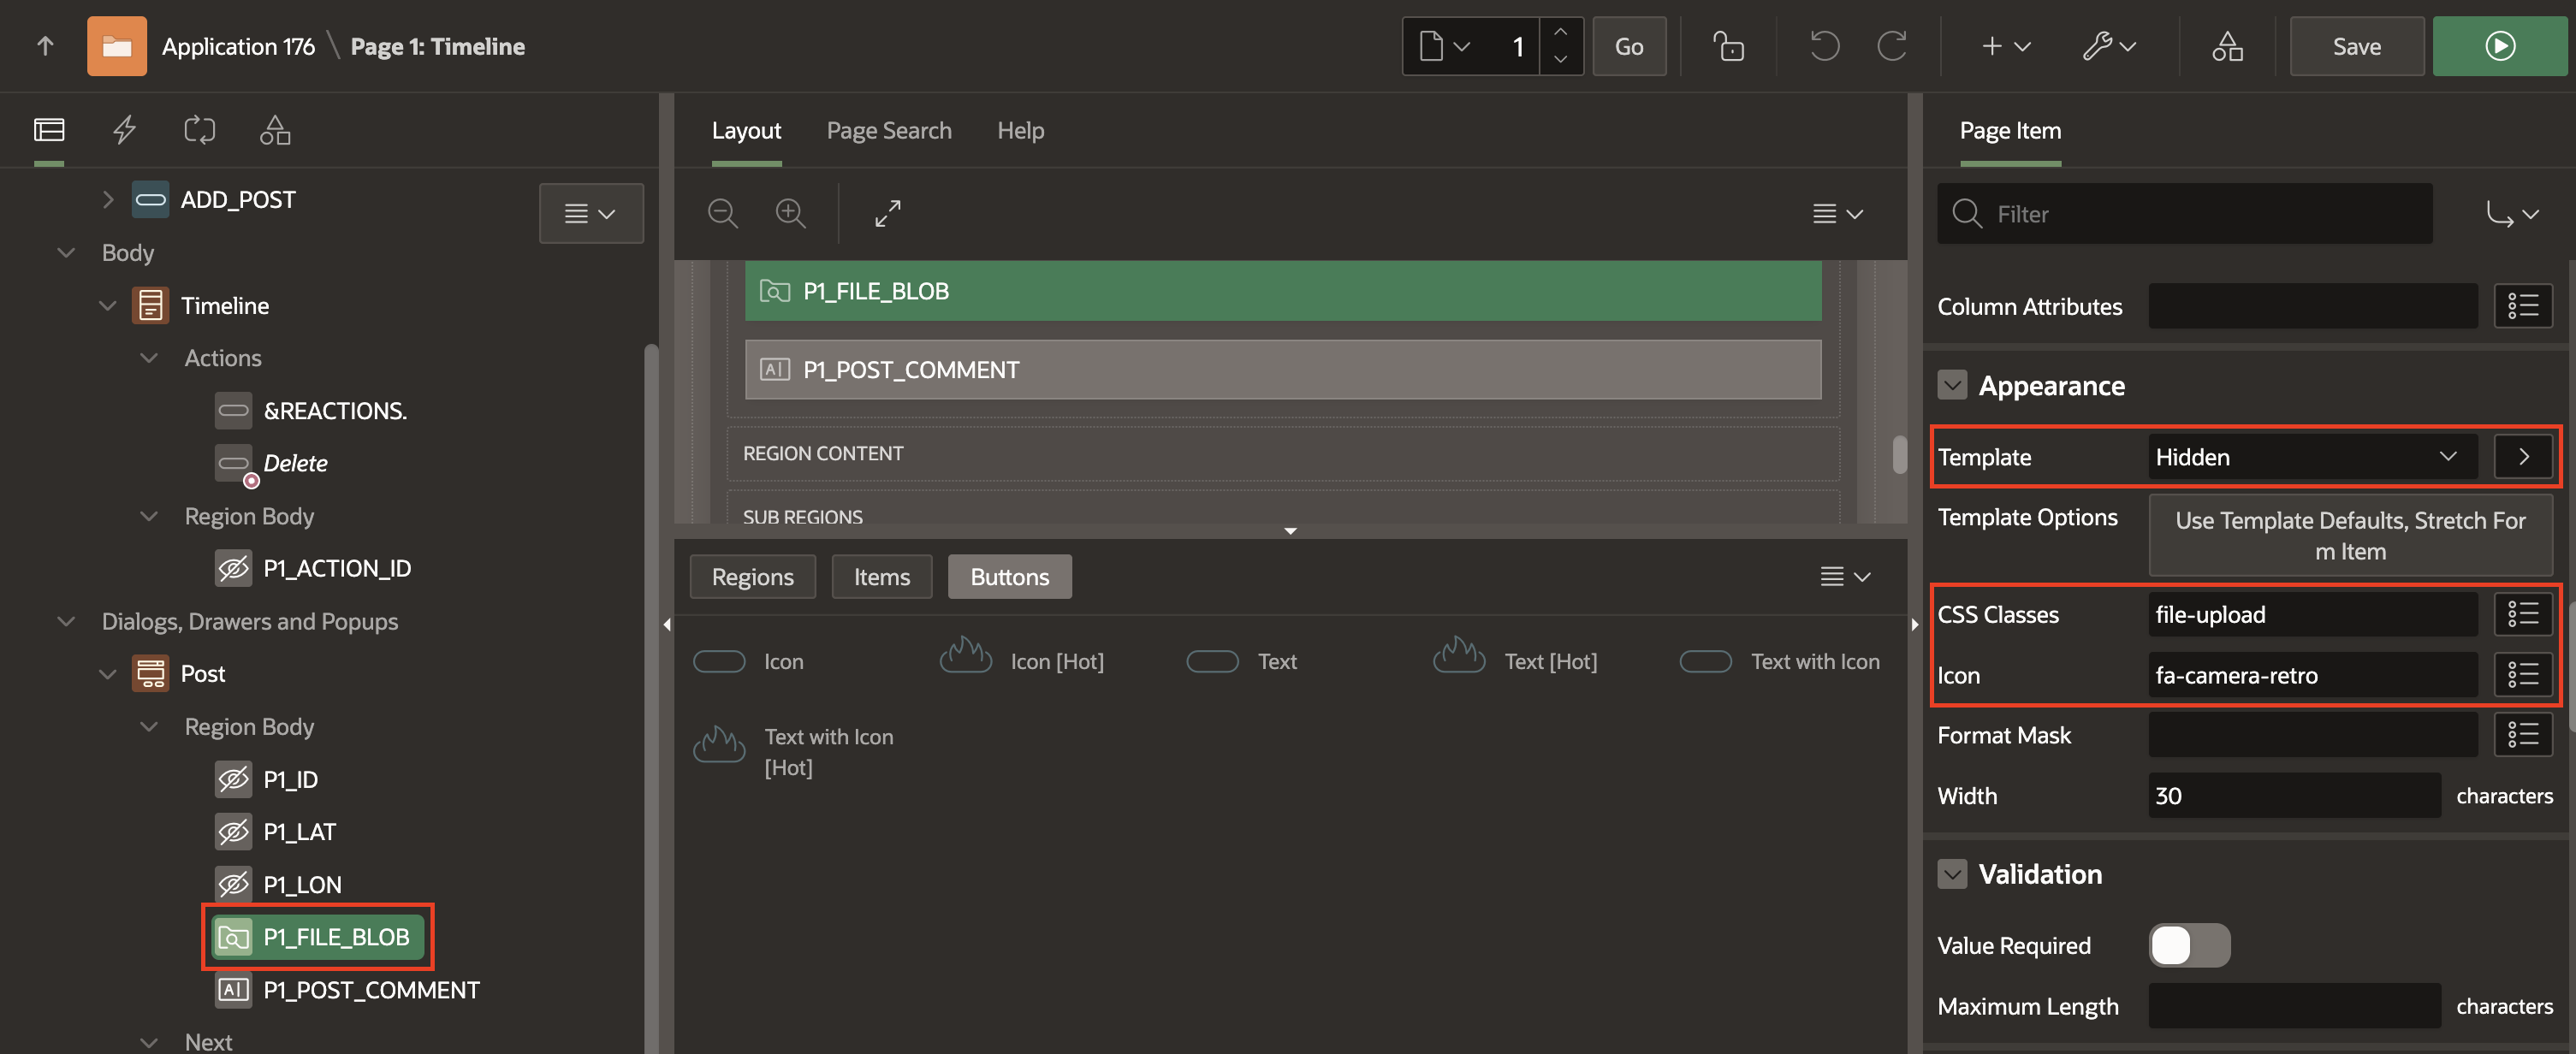 Application 176 \ Page 1: Timeline
1
Go
Save
ADD_POST
Body
Timeline
Actions
&REACTIONS.
Delete
Region Body
P1_ACTION_ID
Dialogs, Drawers and Popups
Post
Region Body
P1_ID
P1_LAT
P1_LON
P1_FILE_BLOB
P1_POST_COMMENT
Next
Layout
Page Search
Help
P1_FILE_BLOB
P1_POST_COMMENT
REGION CONTENT
SUB REGIONS
Regions
Items
Buttons
Icon
Icon [Hot]
Text
Text [Hot]
Text with Icon
Text with Icon
[Hot]
Page Item
Filter
Column Attributes
Appearance
Template
Hidden
Template Options
Use Template Defaults, Stretch For
m Item
CSS Classes
file-upload
Icon
fa-camera-retro
Format Mask
Width
30
characters
Validation
Value Required
Maximum Length
characters